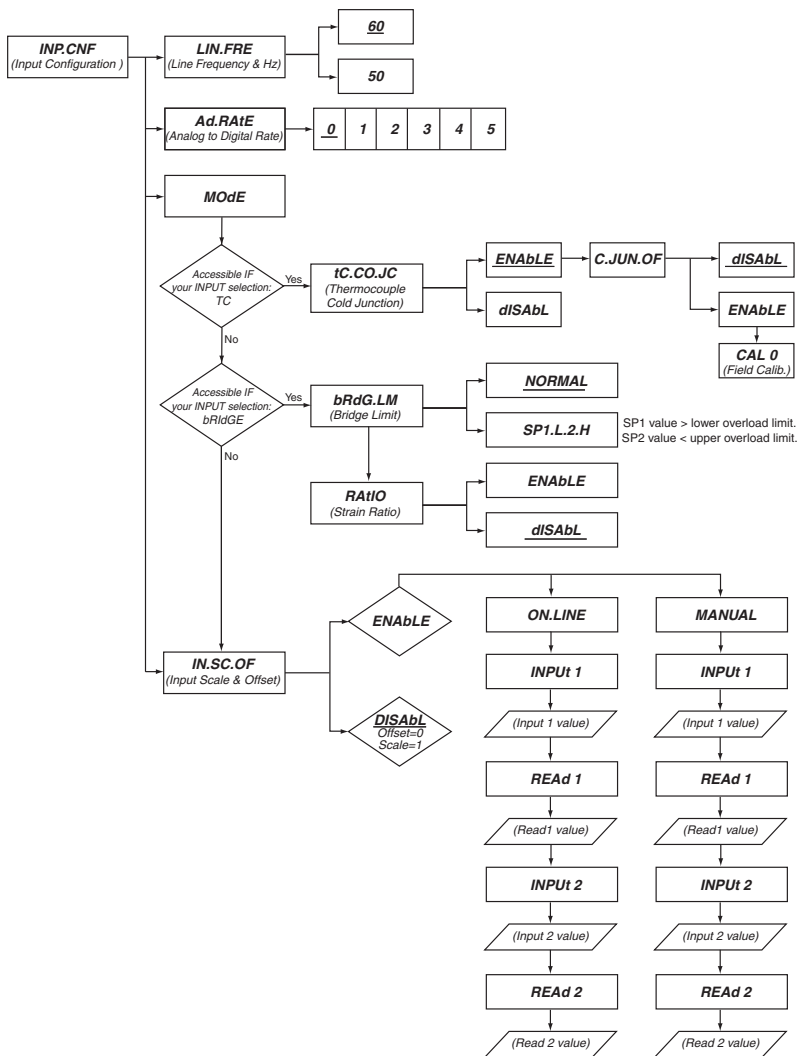 INP.CNF
(Input Configuration )
LIN.FRE
(Line Frequency & Hz)
60
50
Ad.RAtE
(Analog to Digital Rate)
0 1 2 3 4 5
MOdE
Accessible IF
your INPUT selection:
TC
Yes
No
tC.CO.JC
(Thermocouple
Cold Junction)
ENAbLE
dISAbL
C.JUN.OF
dISAbL
ENAbLE
CAL 0
(Field Calib.)
Accessible IF
your INPUT selection:
bRIdGE
Yes
No
bRdG.LM
(Bridge Limit)
NORMAL
SP1.L.2.H
SP1 value > lower overload limit.
SP2 value < upper overload limit.
RAtIO
(Strain Ratio)
ENAbLE
dISAbL
IN.SC.OF
(Input Scale & Offset)
ENAbLE
DISAbL
Offset=0
Scale=1
ON.LINE
INPUt 1
(Input 1 value)
REAd 1
(Read1 value)
INPUt 2
(Input 2 value)
REAd 2
(Read 2 value)
MANUAL
INPUt 1
(Input 1 value)
REAd 1
(Read1 value)
INPUt 2
(Input 2 value)
REAd 2
(Read 2 value)